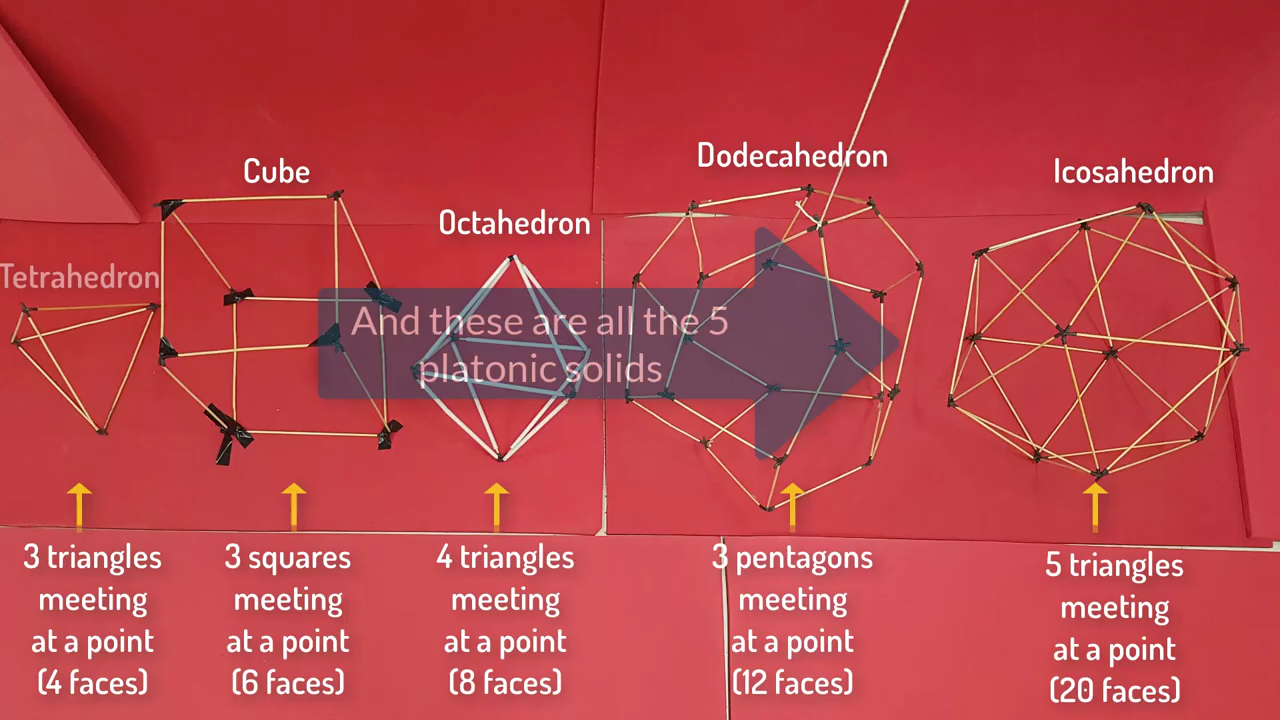 Tetrahedron
Cube
Octahedron
Dodecahedron
Icosahedron
And these are all the 5
platonic solids
3 triangles
meeting
at a point
(4 faces)
3 squares
meeting
at a point
(6 faces)
4 triangles
meeting
at a point
(8 faces)
3 pentagons
meeting
at a point
(12 faces)
5 triangles
meeting
at a point
(20 faces)